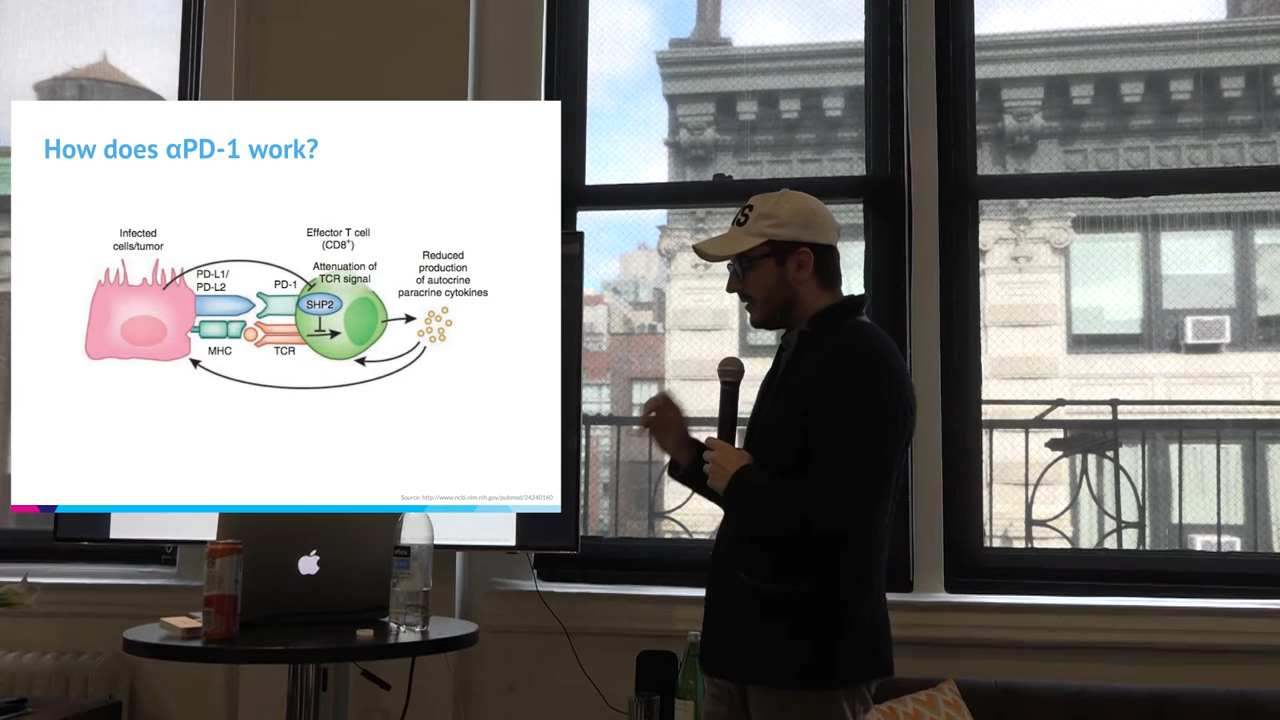 How does αPD-1 work?
Infected
cells/tumor
PD-L1/
PD-L2
MHC
PD-1
TCR
Effector T cell
(CD8⁺)
Attenuation of
TCR signal
SHP2
Reduced
production
of autocrine
paracrine cytokines
Source: http://www.ncbi.nlm.nih.gov/pubmed/24240160